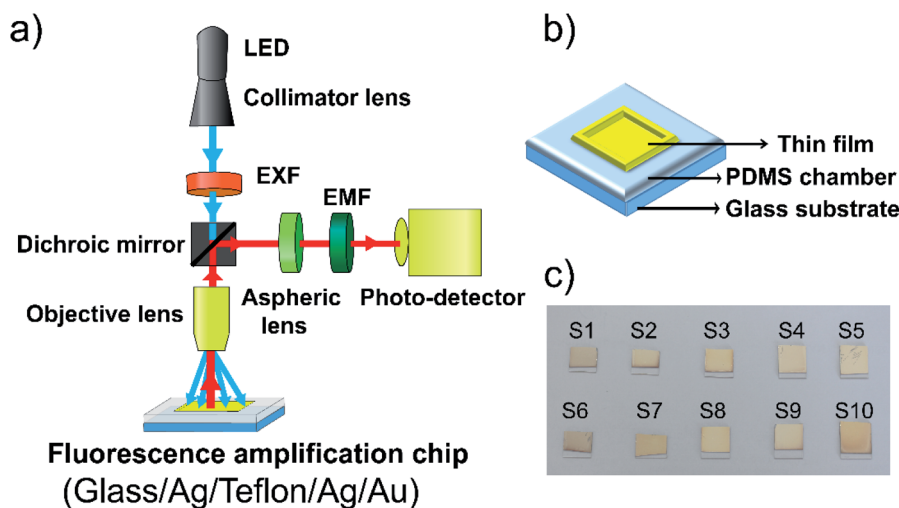 a)
LED
Collimator lens
EXF
EMF
Dichroic mirror
Objective lens
Aspheric
lens
Photo-detector
Fluorescence amplification chip
(Glass/Ag/Teflon/Ag/Au)
b)
Thin film
PDMS chamber
Glass substrate
c)
S1 S2 S3 S4 S5
S6 S7 S8 S9 S10